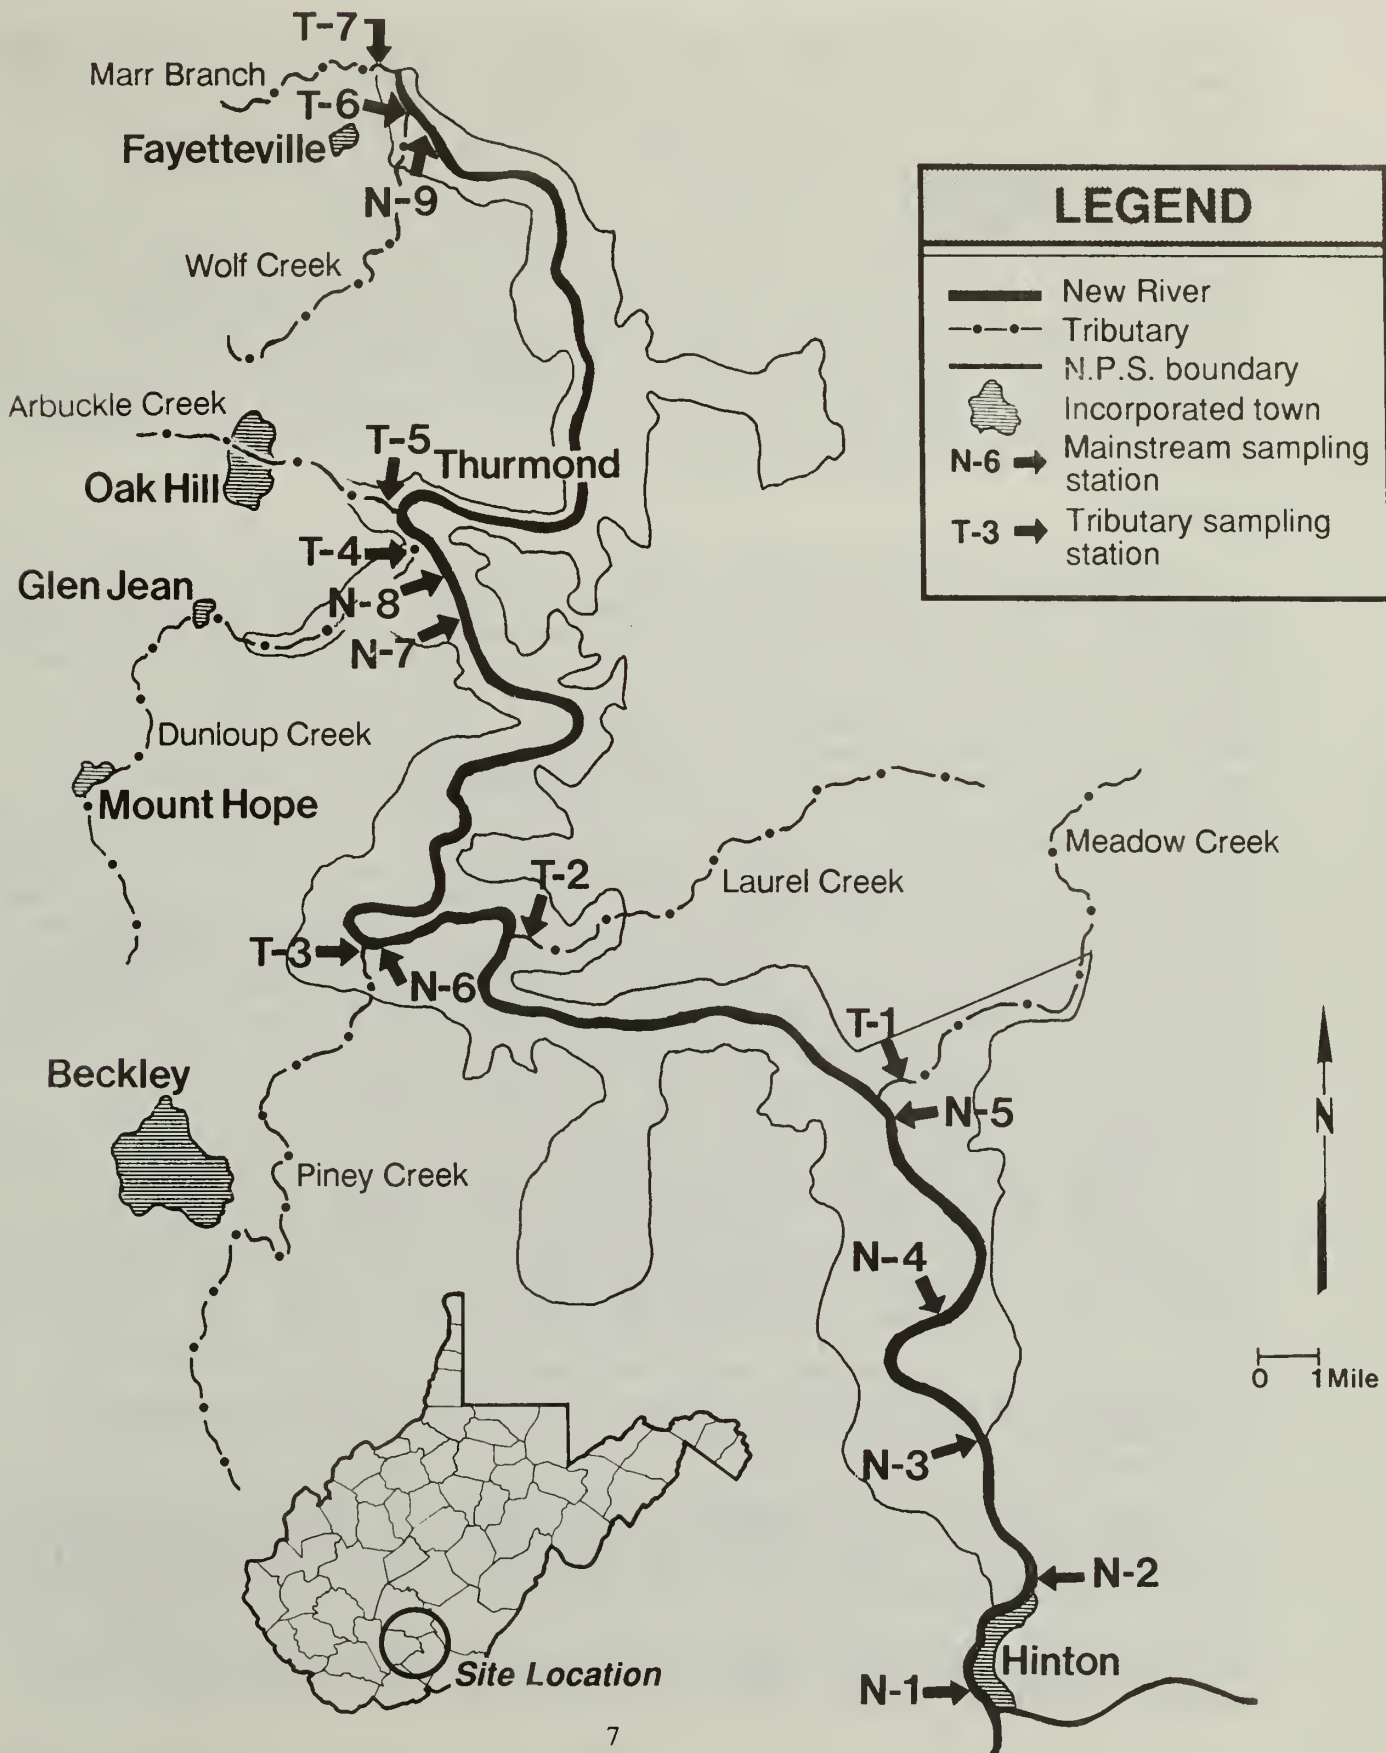 T-7
Marr Branch
T-6
Fayetteville
N-9
Wolf Creek
LEGEND
New River
Tributary
N.P.S. boundary
Incorporated town
N-6
Mainstream sampling
station
T-3
Tributary sampling
station
Arbuckle Creek
T-5
Thurmond
Oak Hill
T-4
Glen Jean
N-8
N-7
Dunloup Creek
Mount Hope
Meadow Creek
T-2
Laurel Creek
T-3
N-6
T-1
Beckley
N-5
N
Piney Creek
N-4
0 1 Mile
N-3
N-2
Hinton
Site Location
N-1
7